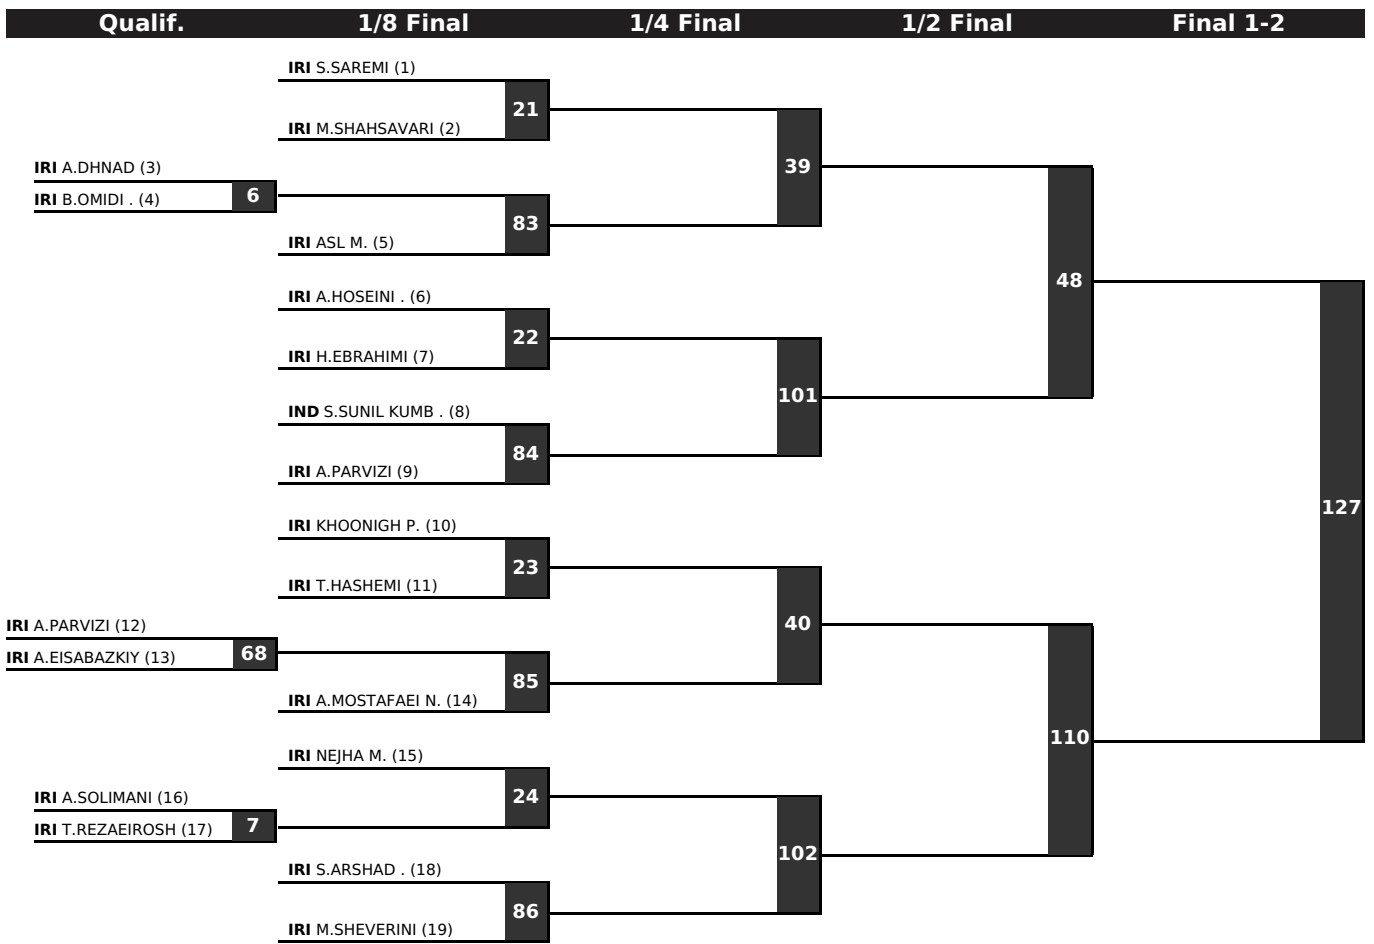 Qualif. 1/8 Final 1/4 Final 1/2 Final Final 1-2
IRI S.SAREMI (1)
21
IRI M.SHAHSAVARI (2)
IRI A.DHNAD (3)
39
6
IRI B.OMIDI . (4)
83
IRI ASL M. (5)
48
IRI A.HOSEINI . (6)
22
IRI H.EBRAHIMI (7)
101
IND S.SUNIL KUMB . (8)
84
IRI A.PARVIZI (9)
127
IRI KHOONIGH P. (10)
23
IRI T.HASHEMI (11)
IRI A.PARVIZI (12)
40
68
IRI A.EISABAZKIY (13)
85
IRI A.MOSTAFAEI N. (14)
110
IRI NEJHA M. (15)
IRI A.SOLIMANI (16)
24
7
IRI T.REZAEIROSH (17)
102
IRI S.ARSHAD . (18)
86
IRI M.SHEVERINI (19)